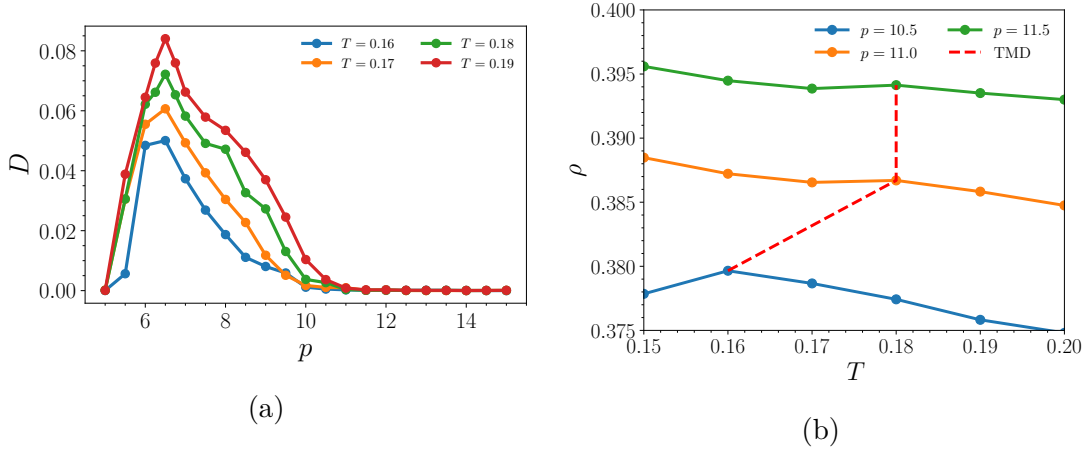 D
0.08
0.06
0.04
0.02
0.00
T = 0.16
T = 0.17
T = 0.18
T = 0.19
6
8
10
12
14
p
(a)
ρ
0.400
0.395
0.390
0.385
0.380
0.375
p = 10.5
p = 11.0
p = 11.5
TMD
0.15
0.16
0.17
0.18
0.19
0.20
T
(b)